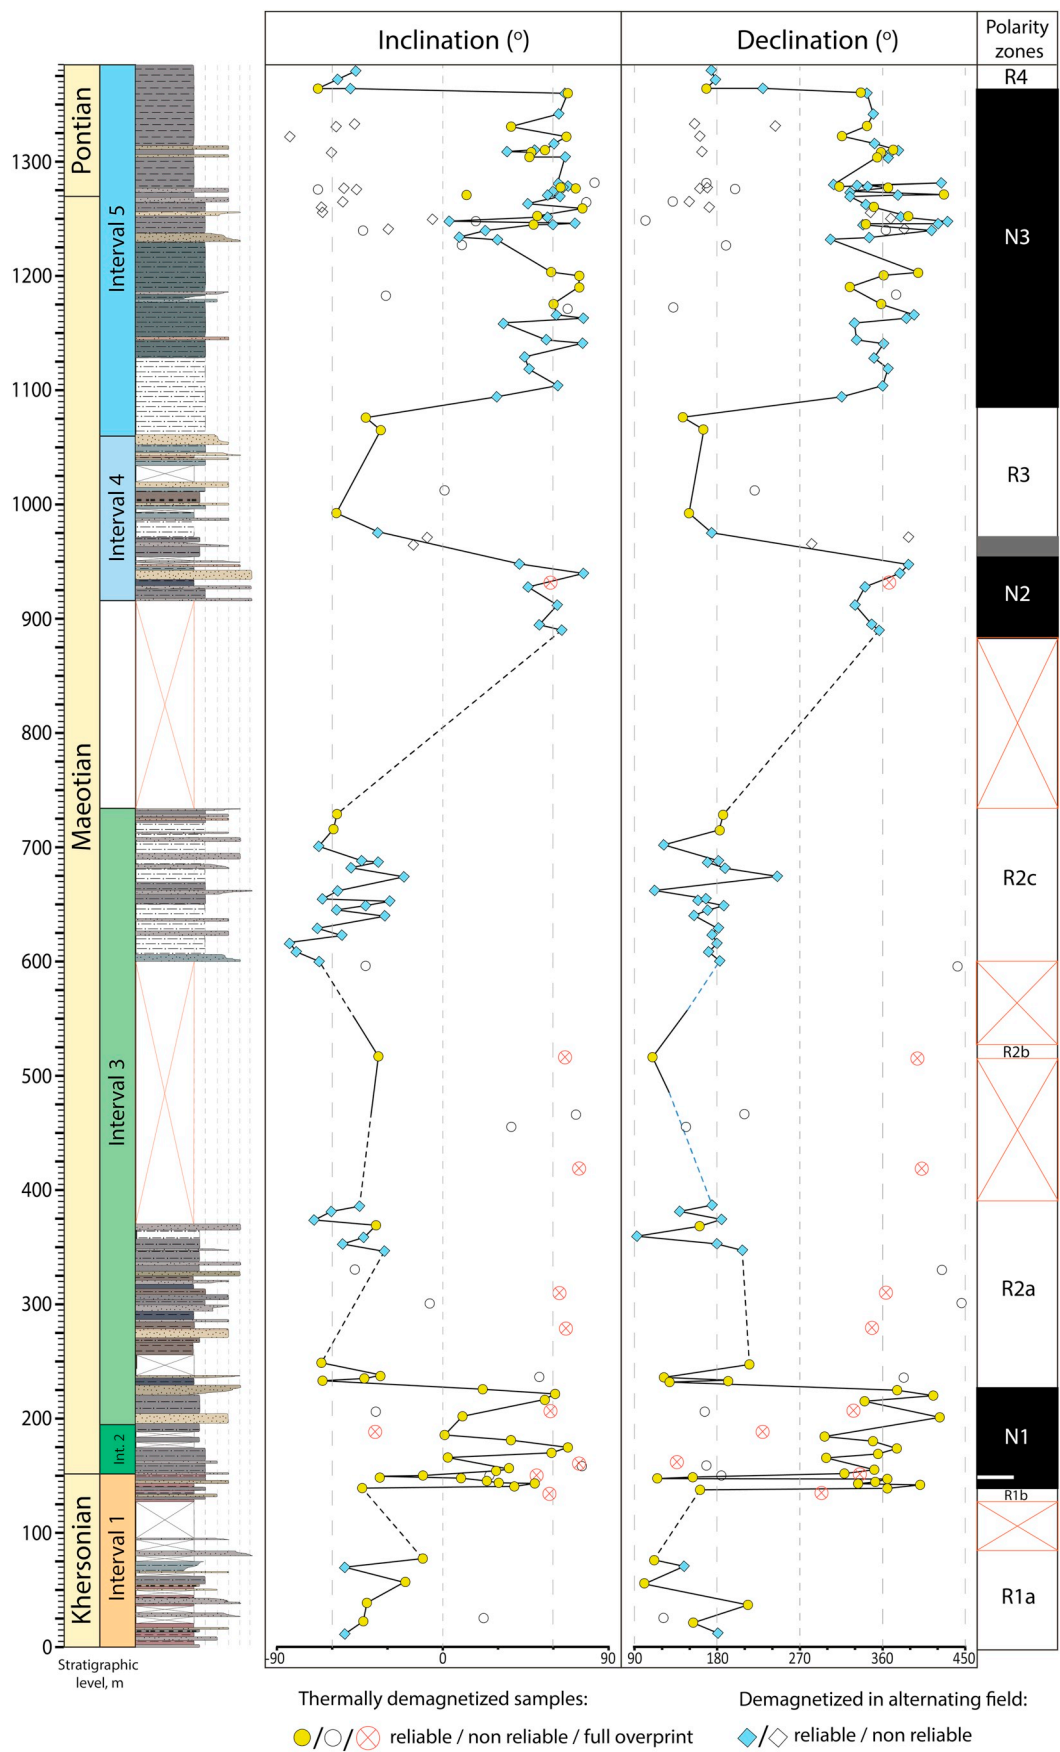 Inclination (º)
Declination (º)
Polarity
zones
Pontian
Maeotian
Khersonian
Interval 5
Interval 4
Interval 3
Int. 2
Interval 1
1300
1200
1100
1000
900
800
700
600
500
400
300
200
100
0
R4
N3
R3
N2
R2c
R2b
R2a
N1
R1b
R1a
-90
0
90
90
180
270
360
450
Stratigraphic
level, m
Thermally demagnetized samples:
Demagnetized in alternating field:
/ / reliable / non reliable / full overprint
/ reliable / non reliable